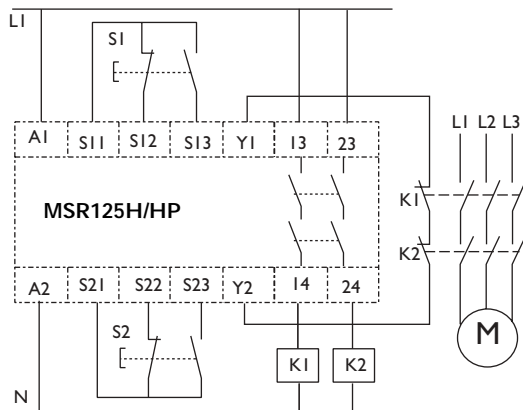 L1
S1
L1 L2 L3
A1 S11 S12 S13 Y1 13 23
K1
MSR125H/HP
K2
A2 S21 S22 S23 Y2 14 24
S2
M
K1 K2
N